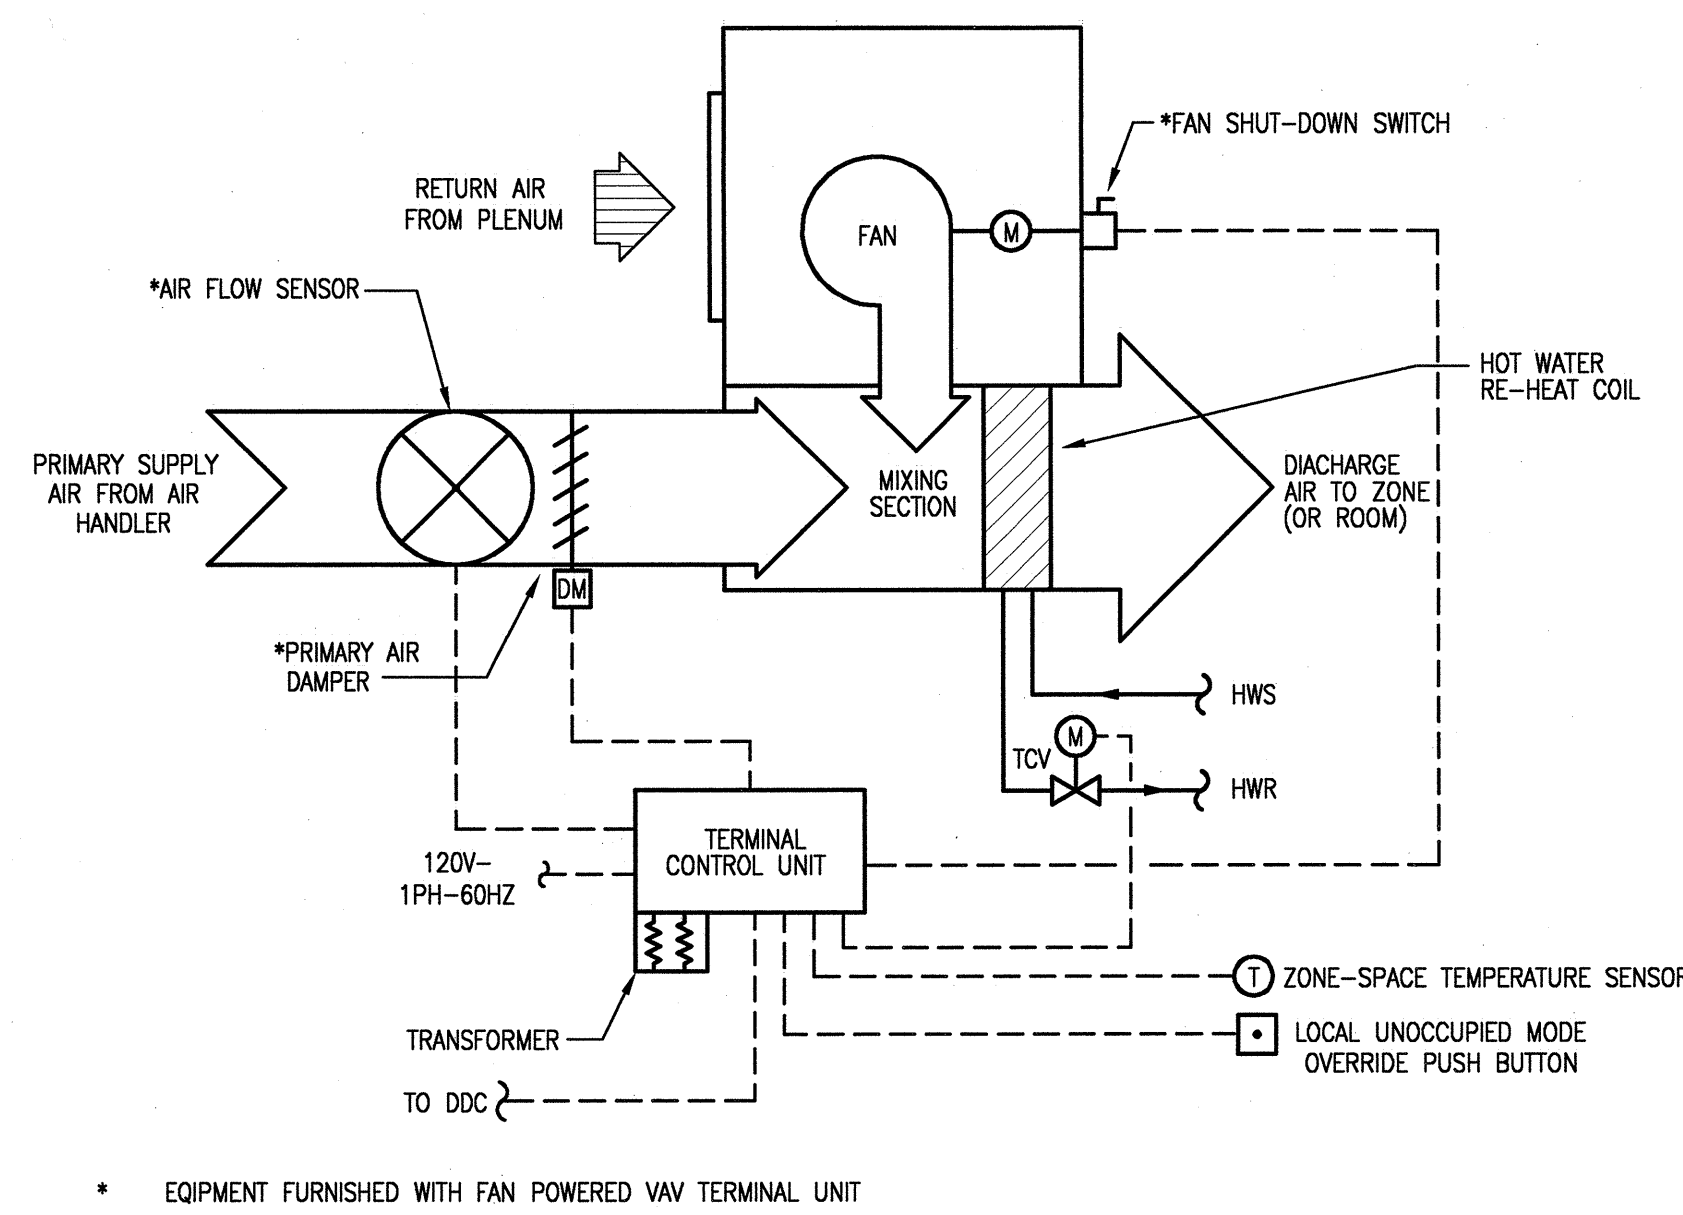 *FAN SHUT-DOWN SWITCH
RETURN AIR
FROM PLENUM
FAN
M
*AIR FLOW SENSOR
HOT WATER
RE-HEAT COIL
PRIMARY SUPPLY
AIR FROM AIR
HANDLER
MIXING
SECTION
DIACHARGE
AIR TO ZONE
(OR ROOM)
DM
*PRIMARY AIR
DAMPER
HWS
M
TCV
HWR
TERMINAL
CONTROL UNIT
120V-
1PH-60HZ
T
ZONE-SPACE TEMPERATURE SENSOR
TRANSFORMER
LOCAL UNOCCUPIED MODE
OVERRIDE PUSH BUTTON
TO DDC
* EQIPMENT FURNISHED WITH FAN POWERED VAV TERMINAL UNIT